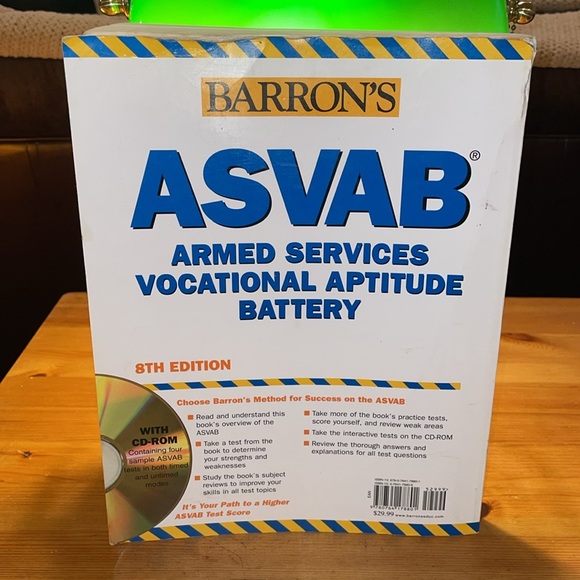 BARRON'S
ASVAB®
ARMED SERVICES
VOCATIONAL APTITUDE
BATTERY
8TH EDITION
Choose Barron's Method for Success on the ASVAB
Read and understand this
book's overview of the
ASVAB
Take a test from the
book to determine
your strengths and
weaknesses
Study the book's subject
reviews to improve your
skills in all test topics
Take more of the book's practice tests,
score yourself, and review weak areas
Take the interactive tests on the CD-ROM
Review the thorough answers and
explanations for all test questions
WITH
CD-ROM
Containing four
sample ASVAB
tests in both timed
and untimed
modes
It's Your Path to a Higher
ASVAB Test Score
$29.99 www.barronseduc.com